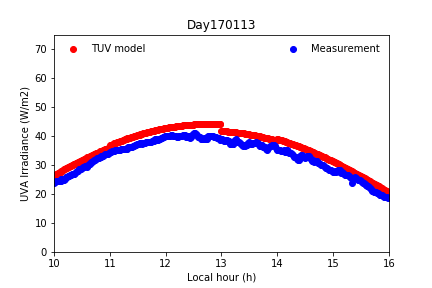 Day170113
TUV model
Measurement
UVA Irradiance (W/m2)
70
60
50
40
30
20
10
0
10 11 12 13 14 15 16
Local hour (h)